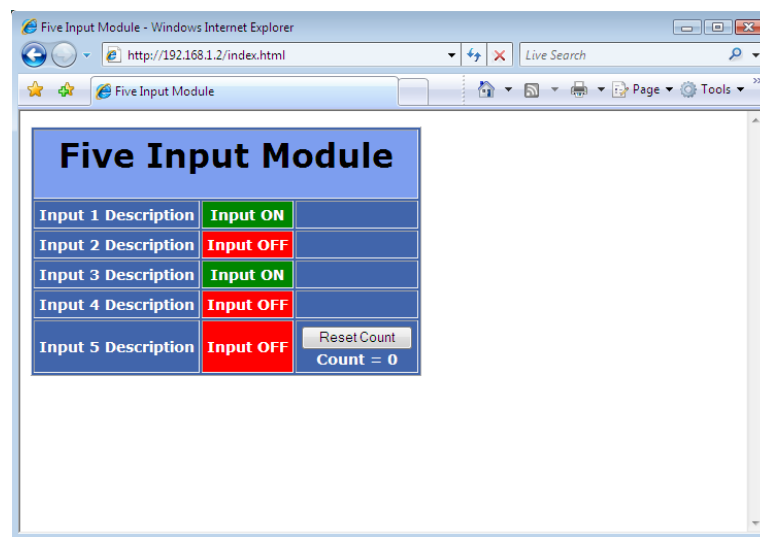 Five Input Module - Windows Internet Explorer
http://192.168.1.2/index.html
Live Search
Five Input Module
Page
Tools
Five Input Module
Input 1 Description Input ON
Input 2 Description Input OFF
Input 3 Description Input ON
Input 4 Description Input OFF
Input 5 Description Input OFF
Reset Count
Count = 0